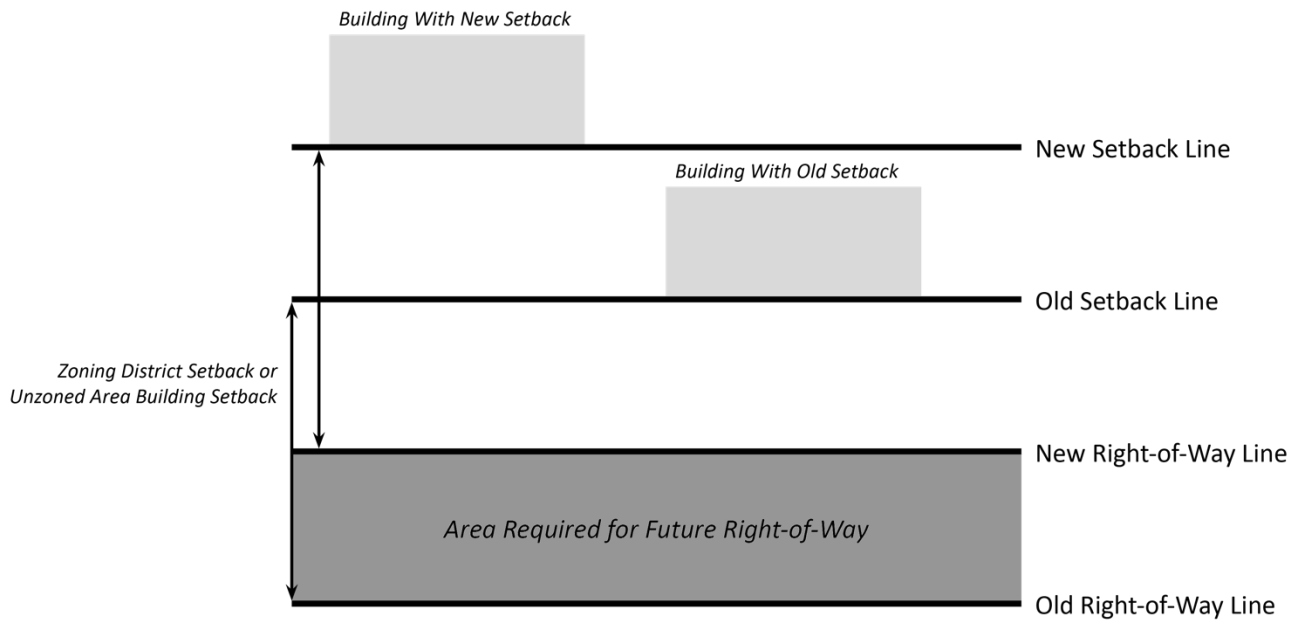 Building With New Setback
New Setback Line
Building With Old Setback
Old Setback Line
Zoning District Setback or
Unzoned Area Building Setback
New Right-of-Way Line
Area Required for Future Right-of-Way
Old Right-of-Way Line